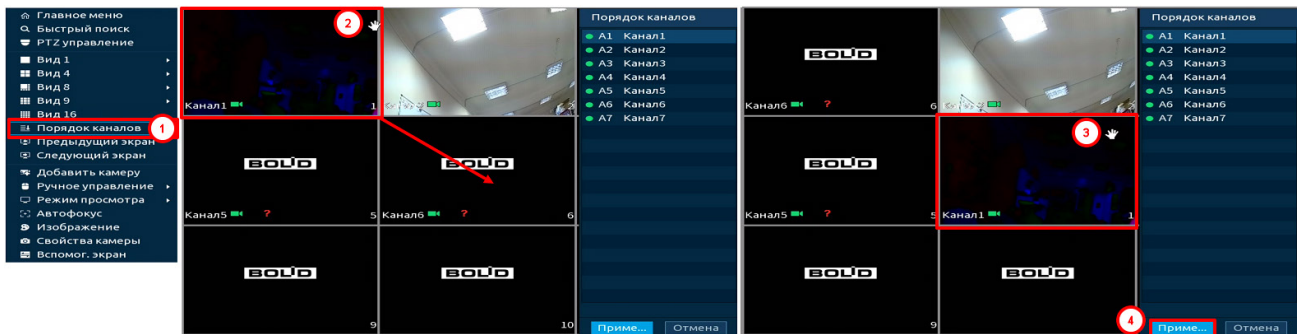 Главное меню
Быстрый поиск
PTZ управление
Вид 1
Вид 4
Вид 8
Вид 9
Вид 16
Порядок каналов
1
Предыдущий экран
Следующий экран
Добавить камеру
Ручное управление
Режим просмотра
Автофокус
Изображение
Свойства камеры
Вспомог. экран
2
Канал1
1
2
BOLID
BOLID
Канал5 ?
5
Канал6 ?
6
BOLID
9
10
Порядок каналов
A1 Канал1
A2 Канал2
A3 Канал3
A4 Канал4
A5 Канал5
A6 Канал6
A7 Канал7
Приме...
Отмена
BOLID
Канал6 ?
6
BOLID
Канал5 ?
5
3
Канал1
1
BOLID
BOLID
9
Порядок каналов
A1 Канал1
A2 Канал2
A3 Канал3
A4 Канал4
A5 Канал5
A6 Канал6
A7 Канал7
4
Приме...
Отмена